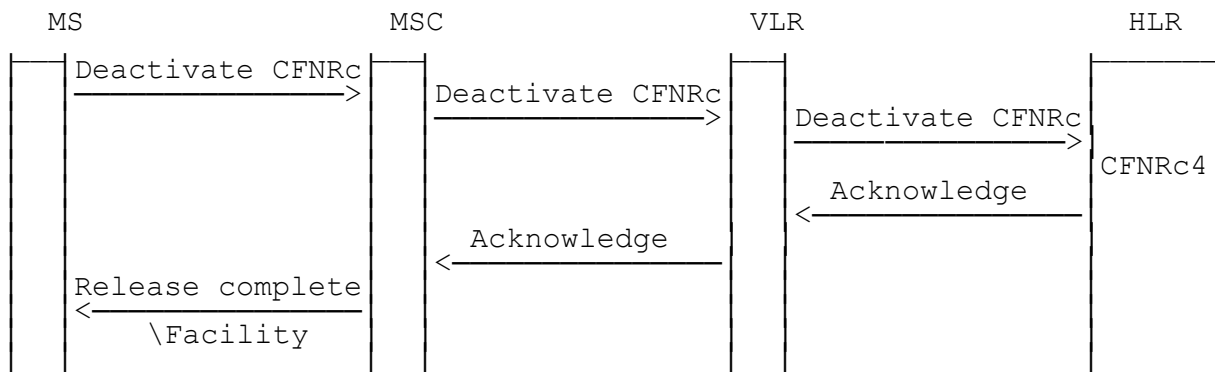 MS MSC VLR HLR
Deactivate CFNRc
Deactivate CFNRc
Deactivate CFNRc
CFNRc4
Acknowledge
Acknowledge
Release complete
\Facility